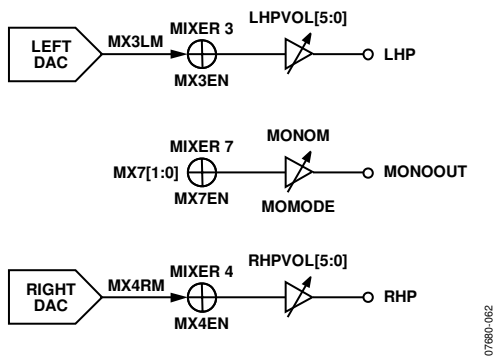 LHPVOL[5:0]
MIXER 3
LEFT
DAC
MX3LM
LHP
MX3EN
MIXER 7
MONOM
MX7[1:0]
MONOOUT
MX7EN
MOMODE
MIXER 4
RHPVOL[5:0]
RIGHT
DAC
MX4RM
RHP
MX4EN
07680-062